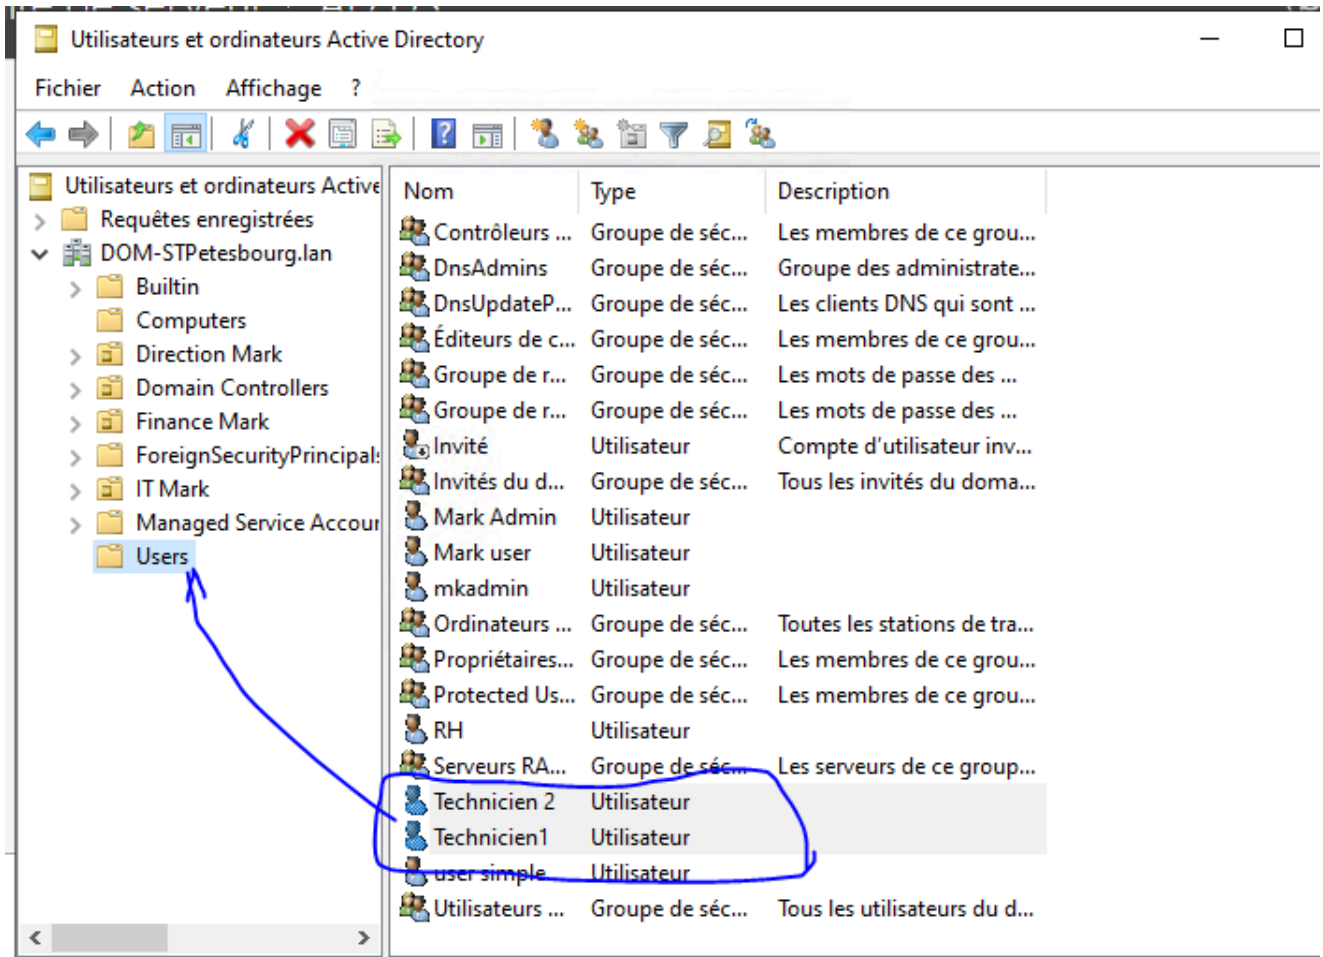 Utilisateurs et ordinateurs Active Directory
Fichier Action Affichage ?
Utilisateurs et ordinateurs Active
Requêtes enregistrées
DOM-STPetesbourg.lan
Builtin
Computers
Direction Mark
Domain Controllers
Finance Mark
ForeignSecurityPrincipals
IT Mark
Managed Service Accour
Users
Nom Type Description
Contrôleurs ... Groupe de séc... Les membres de ce grou...
DnsAdmins Groupe de séc... Groupe des administrate...
DnsUpdateP... Groupe de séc... Les clients DNS qui sont ...
Éditeurs de c... Groupe de séc... Les membres de ce grou...
Groupe de r... Groupe de séc... Les mots de passe des ...
Groupe de r... Groupe de séc... Les mots de passe des ...
Invité Utilisateur Compte d'utilisateur inv...
Invités du d... Groupe de séc... Tous les invités du doma...
Mark Admin Utilisateur
Mark user Utilisateur
mkadmin Utilisateur
Ordinateurs ... Groupe de séc... Toutes les stations de tra...
Propriétaires... Groupe de séc... Les membres de ce grou...
Protected Us... Groupe de séc... Les membres de ce grou...
RH Utilisateur
Serveurs RA... Groupe de séc... Les serveurs de ce group...
Technicien 2 Utilisateur
Technicien1 Utilisateur
user simple Utilisateur
Utilisateurs ... Groupe de séc... Tous les utilisateurs du d...